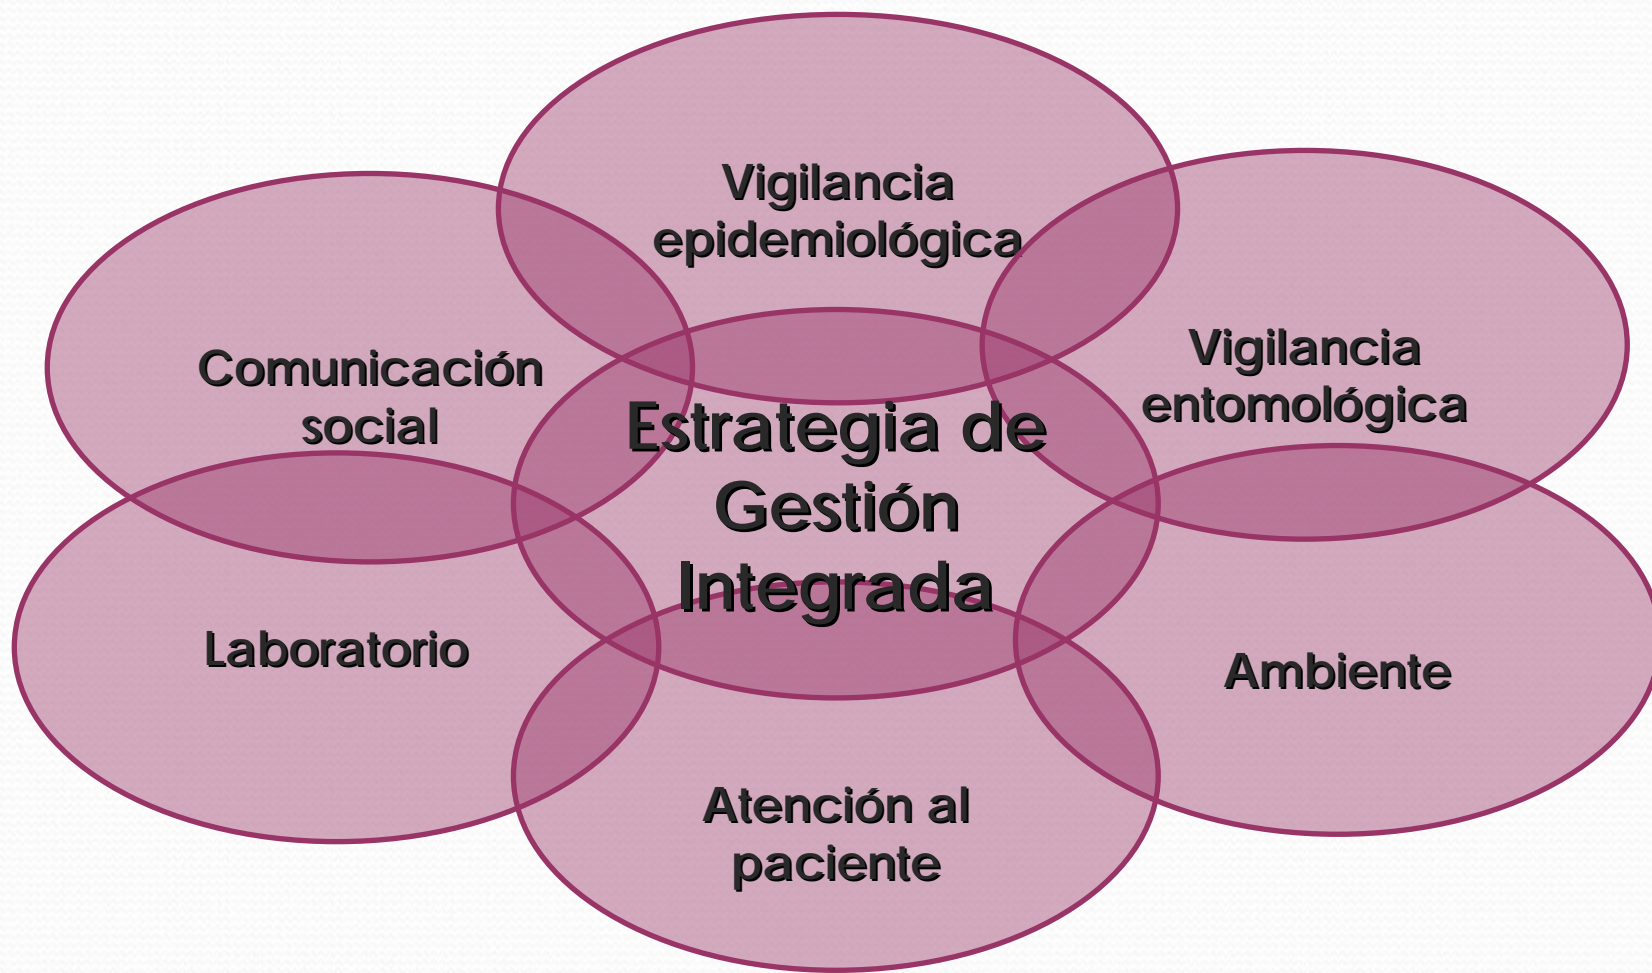 Vigilancia
epidemiológica
Vigilancia
entomológica
Comunicación
social
Estrategia de
Gestión
Integrada
Laboratorio
Ambiente
Atención al
paciente